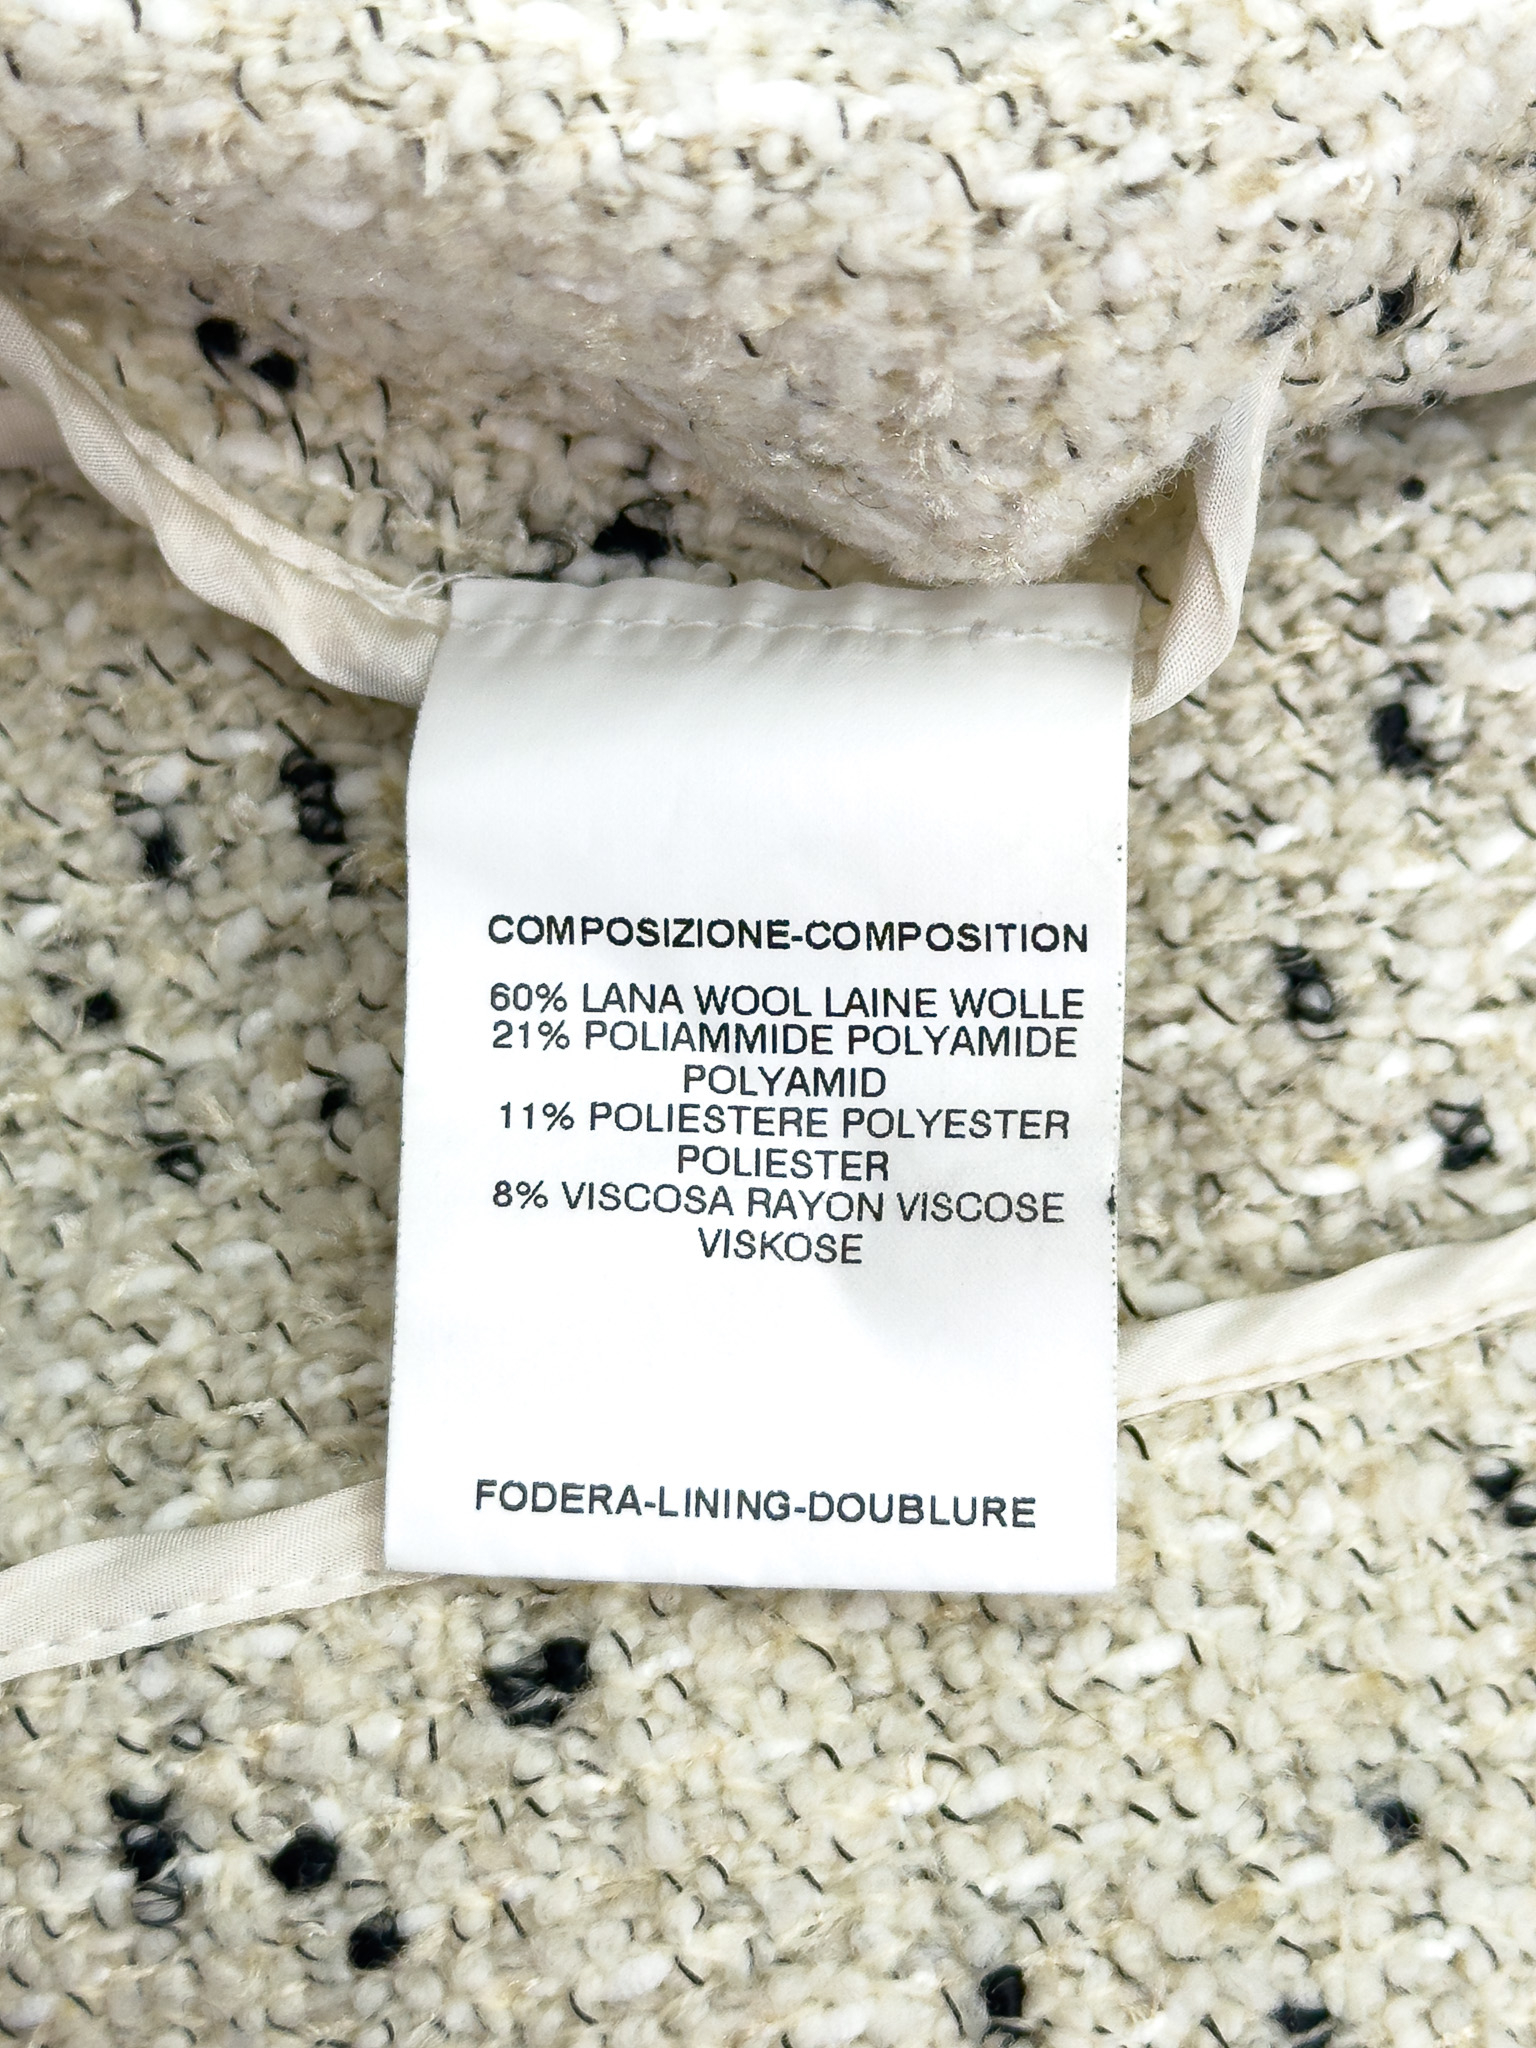 COMPOSIZIONE-COMPOSITION
60% LANA WOOL LAINE WOLLE
21% POLIAMMIDE POLYAMIDE
POLYAMID
11% POLIESTERE POLYESTER
POLIESTER
8% VISCOSA RAYON VISCOSE
VISKOSE
FODERA-LINING-DOUBLURE